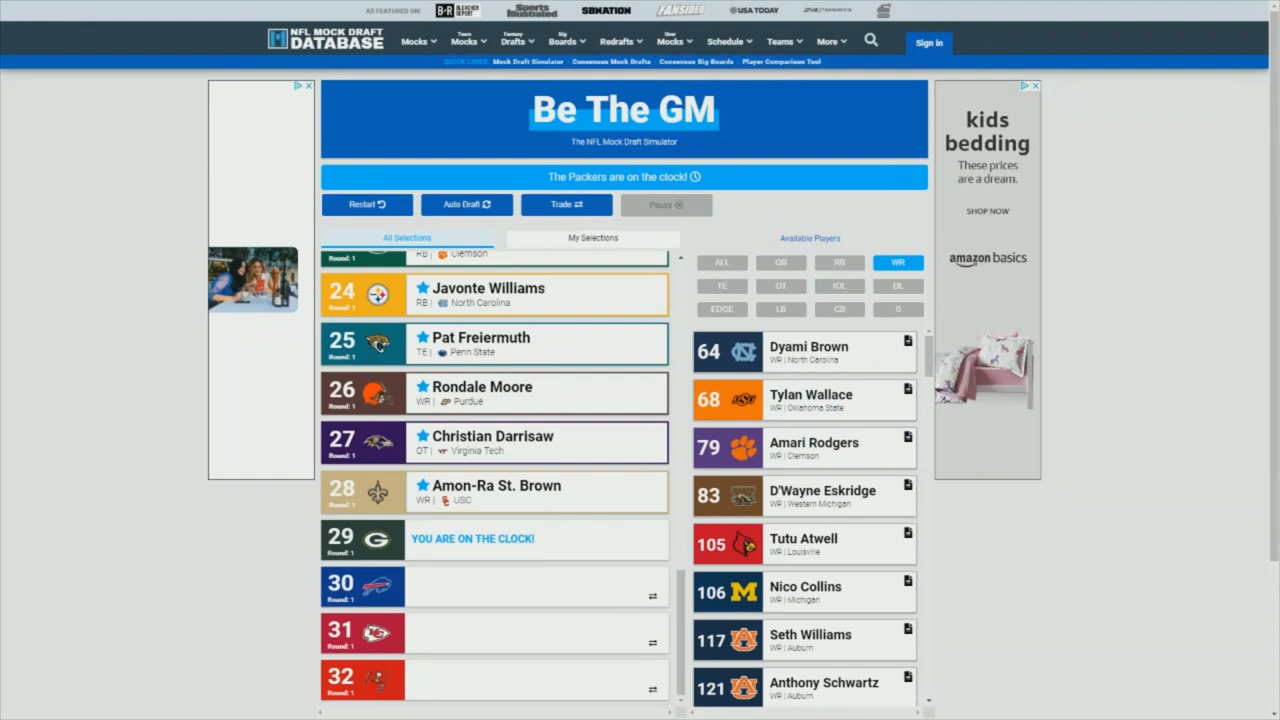 AS FEATURED ON:
B/R BLEACHER REPORT
Sports Illustrated
SBNATION
FANSIDED
USA TODAY
247SPORTS
NFL MOCK DRAFT DATABASE
Mocks
Team Mocks
Fantasy Drafts
Big Boards
Redrafts
User Mocks
Schedule
Teams
More
Sign in
QUICK LINKS: Mock Draft Simulator Consensus Mock Drafts Consensus Big Boards Player Comparison Tool
Be The GM
The NFL Mock Draft Simulator
The Packers are on the clock!
Restart
Auto Draft
Trade
Pause
All Selections
My Selections
Round: 1
RB | Clemson
24
Round: 1
Javonte Williams
RB | North Carolina
25
Round: 1
Pat Freiermuth
TE | Penn State
26
Round: 1
Rondale Moore
WR | Purdue
27
Round: 1
Christian Darrisaw
OT | Virginia Tech
28
Round: 1
Amon-Ra St. Brown
WR | USC
29
Round: 1
YOU ARE ON THE CLOCK!
30
Round: 1
31
Round: 1
32
Round: 1
Available Players
ALL
QB
RB
WR
TE
OT
IOL
DL
EDGE
LB
CB
S
64
Dyami Brown
WR | North Carolina
68
Tylan Wallace
WR | Oklahoma State
79
Amari Rodgers
WR | Clemson
83
D'Wayne Eskridge
WR | Western Michigan
105
Tutu Atwell
WR | Louisville
106
Nico Collins
WR | Michigan
117
Seth Williams
WR | Auburn
121
Anthony Schwartz
WR | Auburn
kids
bedding
These prices
are a dream.
SHOP NOW
amazon basics